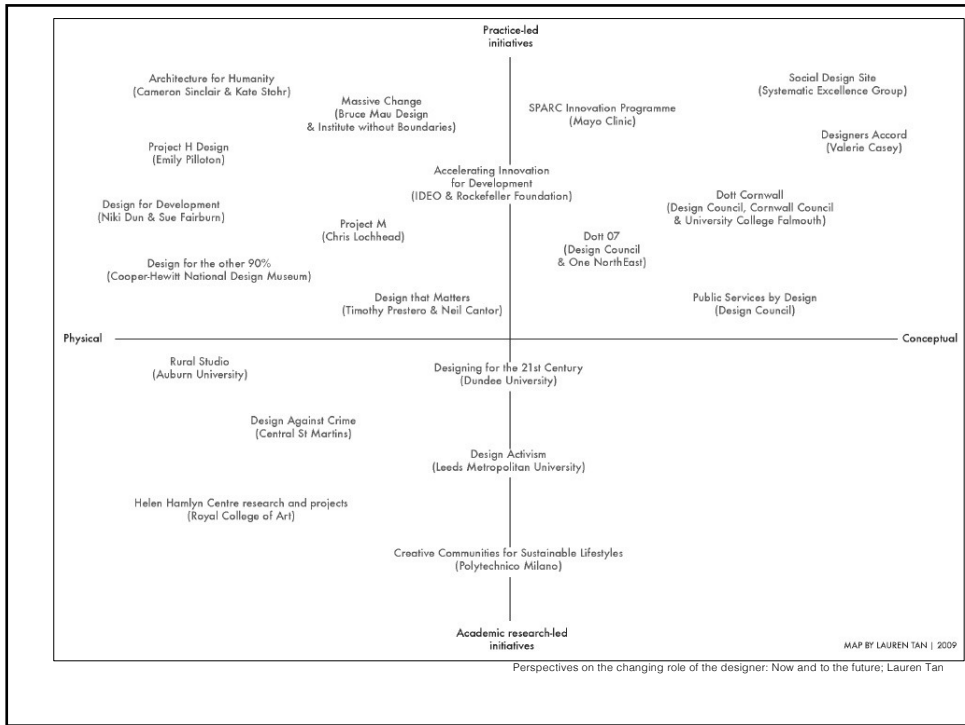 Practice-led
initiatives
Architecture for Humanity
(Cameron Sinclair & Kate Stohr)
Massive Change
(Bruce Mau Design
& Institute without Boundaries)
SPARC Innovation Programme
(Mayo Clinic)
Social Design Site
(Systematic Excellence Group)
Designers Accord
(Valerie Casey)
Project H Design
(Emily Pilloton)
Accelerating Innovation
for Development
(IDEO & Rockefeller Foundation)
Design for Development
(Niki Dun & Sue Fairburn)
Project M
(Chris Lochhead)
Dott Cornwall
(Design Council, Cornwall Council
& University College Falmouth)
Dott 07
(Design Council
& One NorthEast)
Design for the other 90%
(Cooper-Hewitt National Design Museum)
Design that Matters
(Timothy Prestero & Neil Cantor)
Public Services by Design
(Design Council)
Physical
Conceptual
Rural Studio
(Auburn University)
Designing for the 21st Century
(Dundee University)
Design Against Crime
(Central St Martins)
Design Activism
(Leeds Metropolitan University)
Helen Hamlyn Centre research and projects
(Royal College of Art)
Creative Communities for Sustainable Lifestyles
(Polytechnico Milano)
Academic research-led
initiatives
MAP BY LAUREN TAN | 2009
Perspectives on the changing role of the designer: Now and to the future; Lauren Tan